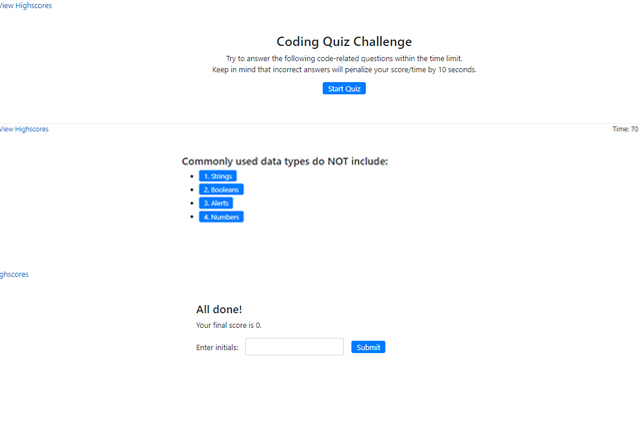 View Highscores
Coding Quiz Challenge
Try to answer the following code-related questions within the time limit.
Keep in mind that incorrect answers will penalize your score/time by 10 seconds.
Start Quiz
View Highscores
Time: 70
Commonly used data types do NOT include:
1. Strings
2. Booleans
3. Alerts
4. Numbers
ghscores
All done!
Your final score is 0.
Enter initials:
Submit